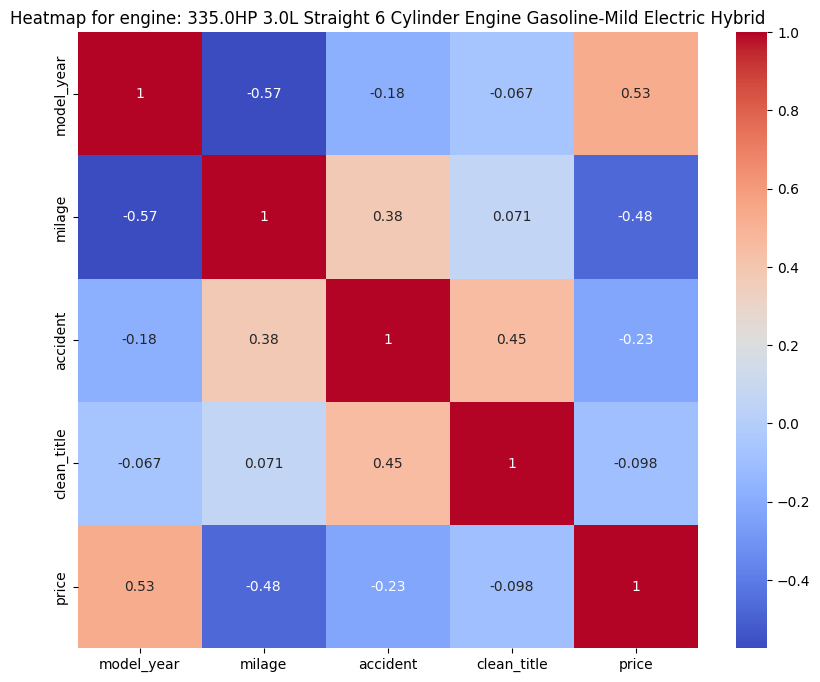 Heatmap for engine: 335.0HP 3.0L Straight 6 Cylinder Engine Gasoline-Mild Electric Hybrid
model_year 1 -0.57 -0.18 -0.067 0.53
milage -0.57 1 0.38 0.071 -0.48
accident -0.18 0.38 1 0.45 -0.23
clean_title -0.067 0.071 0.45 1 -0.098
price 0.53 -0.48 -0.23 -0.098 1
model_year milage accident clean_title price
1.0
0.8
0.6
0.4
0.2
0.0
−0.2
−0.4